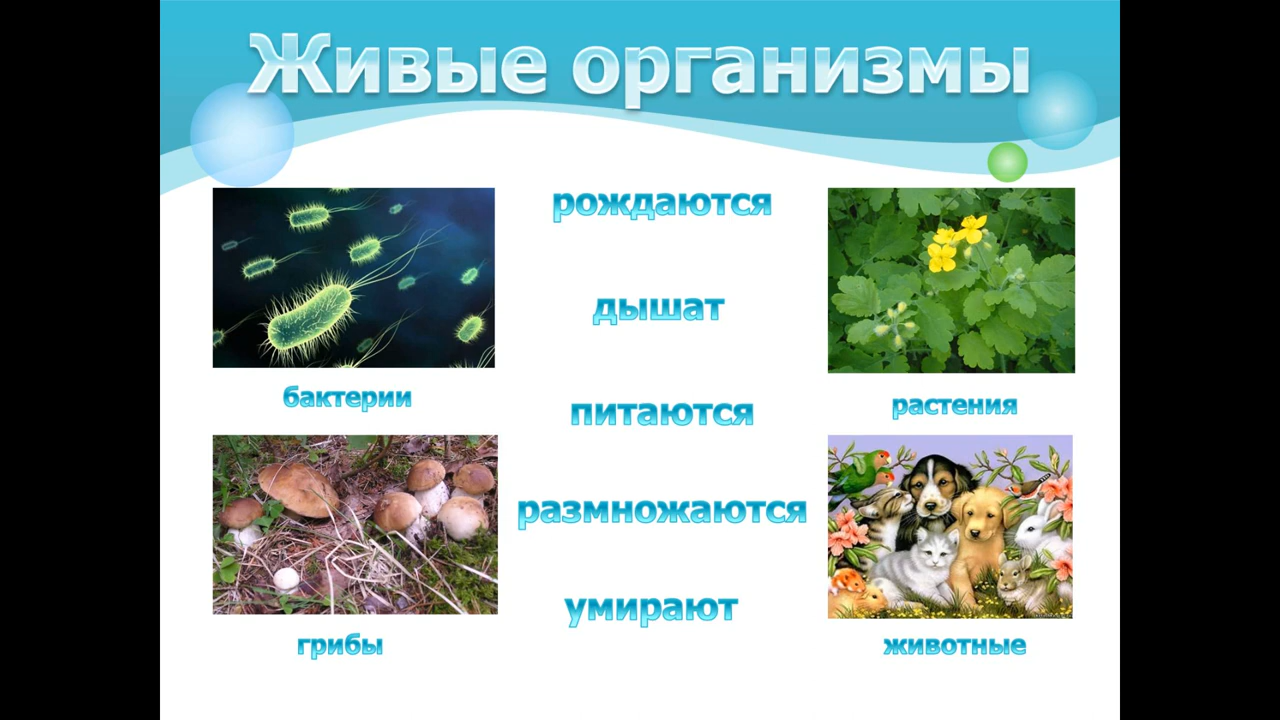 Живые организмы
рождаются
дышат
питаются
бактерии
растения
размножаются
умирают
грибы
животные